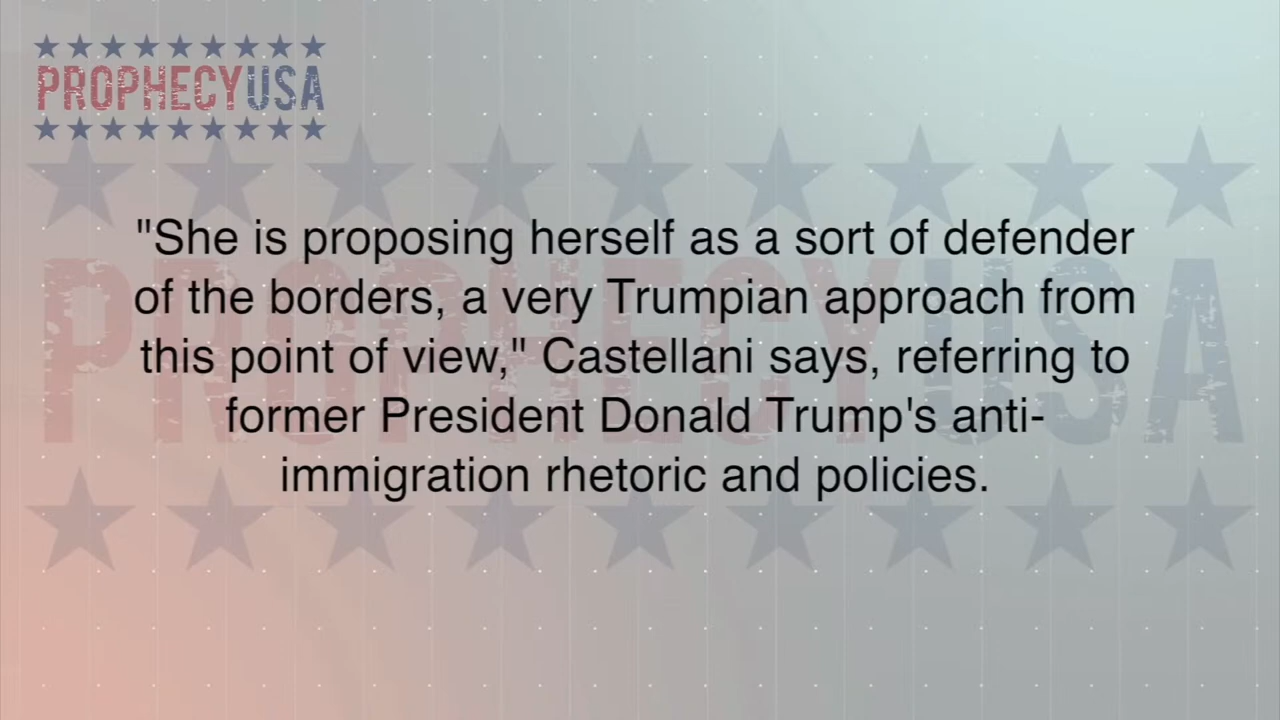 PROPHECYUSA
"She is proposing herself as a sort of defender
of the borders, a very Trumpian approach from
this point of view," Castellani says, referring to
former President Donald Trump's anti-
immigration rhetoric and policies.
PROPHECYUSA